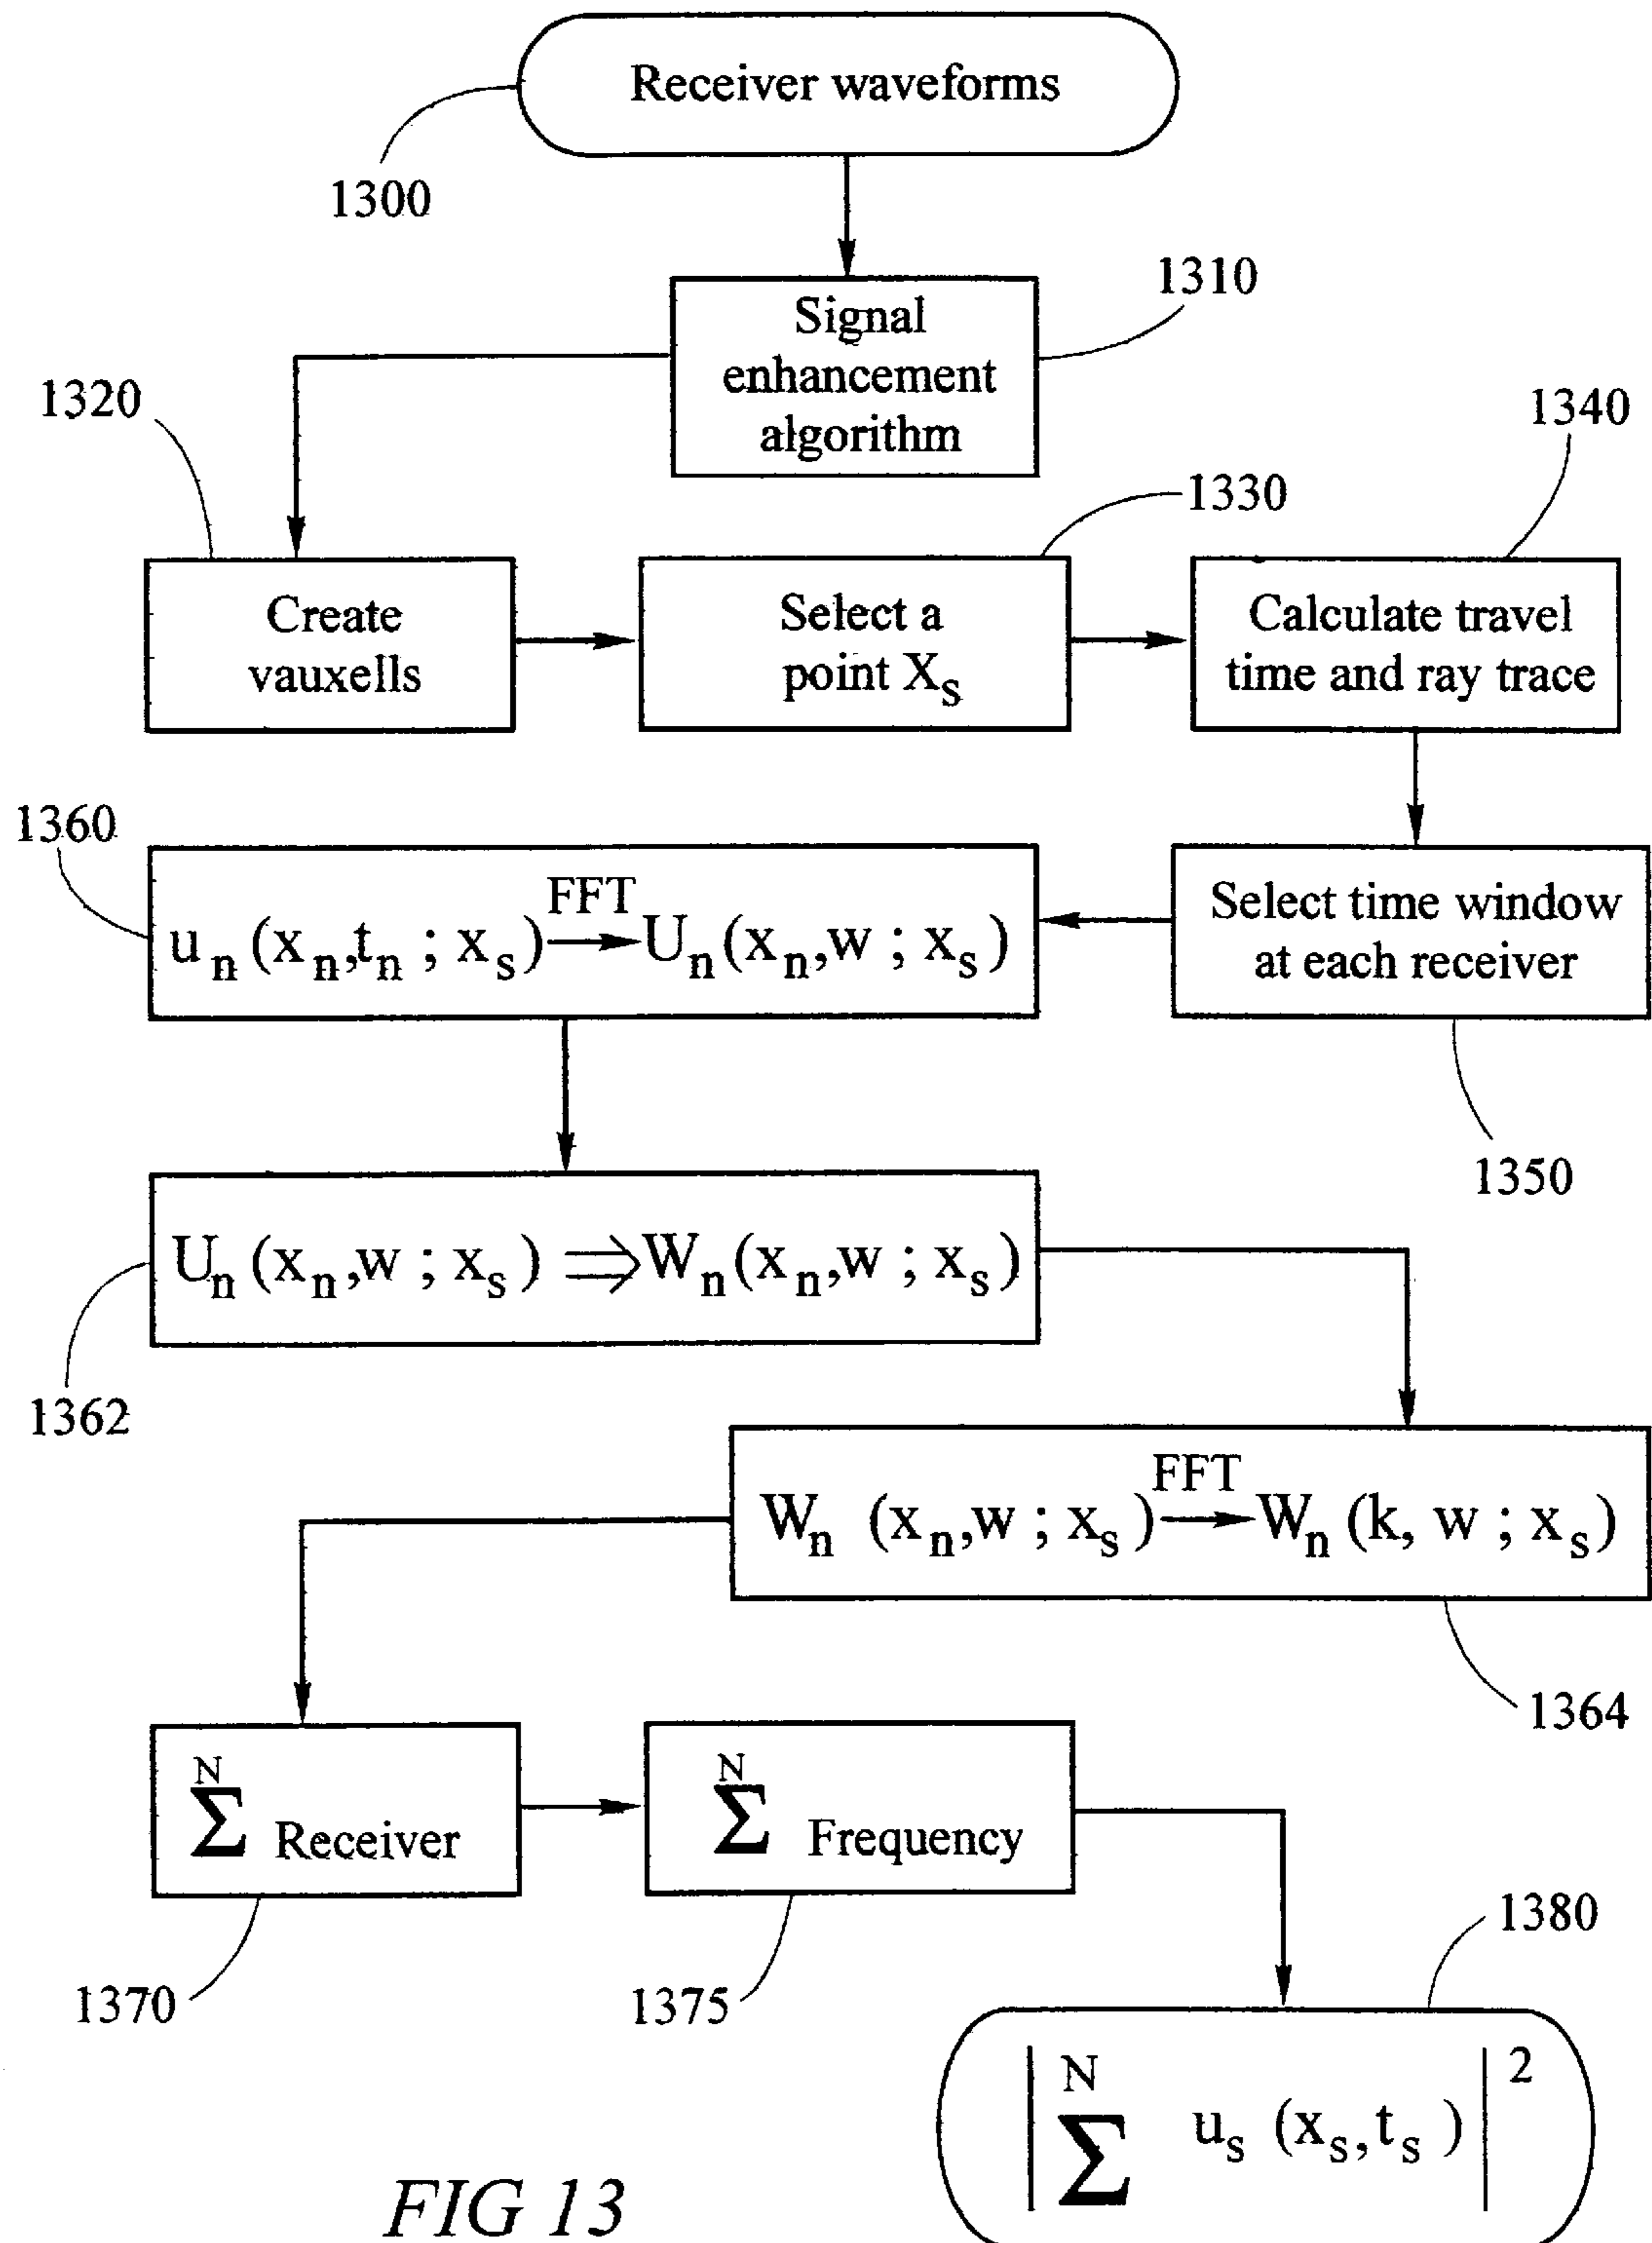 Receiver waveforms
1300
Signal
enhancement
algorithm
1310
1320
Create
vauxells
1330
Select a
point Xₛ
1340
Calculate travel
time and ray trace
1360
FFT
uₙ (xₙ,tₙ ; xₛ) → Uₙ(xₙ,w ; xₛ)
Select time window
at each receiver
1350
Uₙ (xₙ,w ; xₛ) ⇒ Wₙ(xₙ,w ; xₛ)
1362
FFT
Wₙ (xₙ,w ; xₛ) → Wₙ (k, w ; xₛ)
1364
N
Σ Receiver
1370
N
Σ Frequency
1375
1380
N
| Σ uₛ (xₛ,tₛ ) | 2
FIG 13